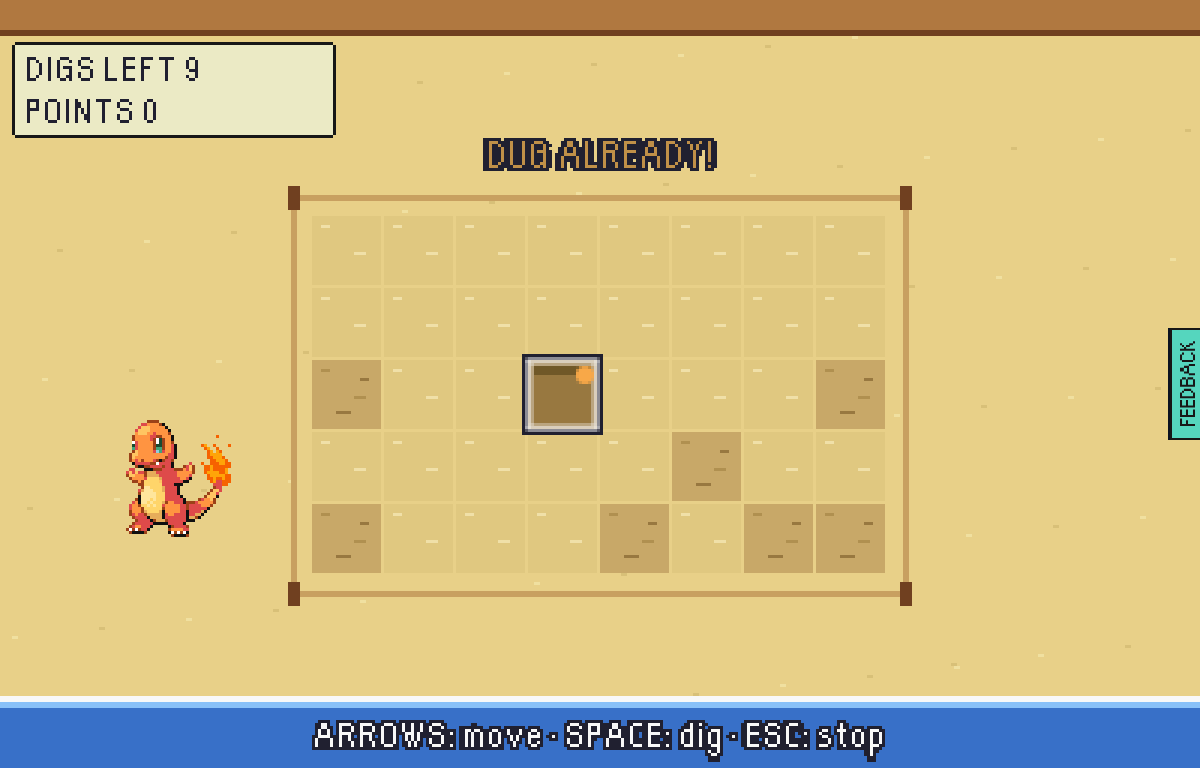 DIGS LEFT 9
POINTS 0
DUG ALREADY!
FEEDBACK
ARROWS: move · SPACE: dig · ESC: stop